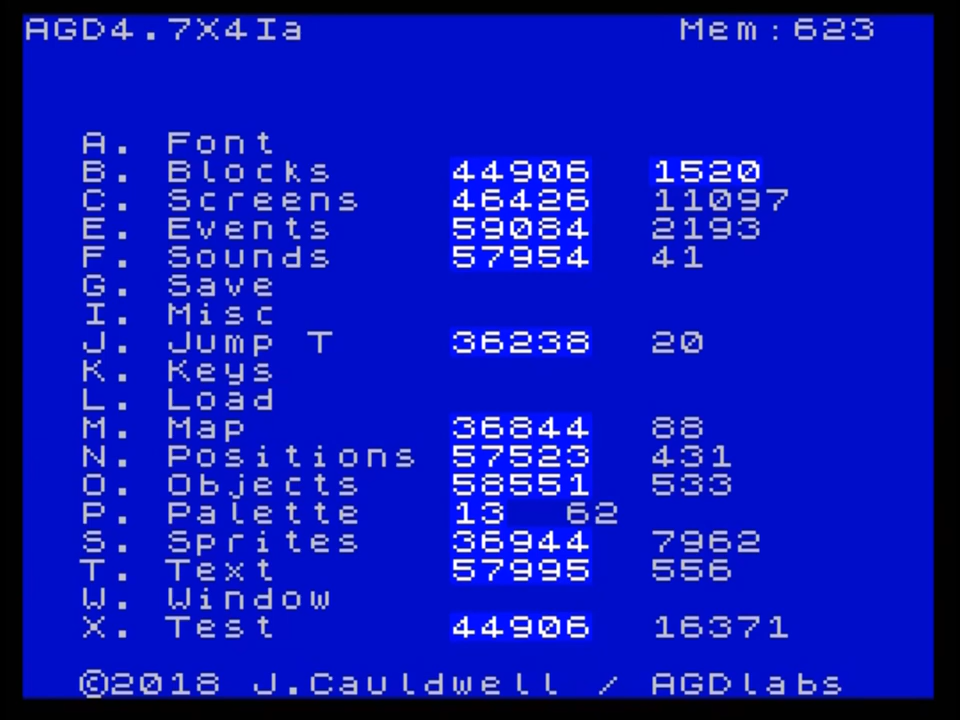 AGD4.7X4Ia Mem:623
A. Font
B. Blocks 44906 1520
C. Screens 46426 11097
E. Events 59084 2193
F. Sounds 57954 41
G. Save
I. Misc
J. Jump T 36238 20
K. Keys
L. Load
M. Map 36844 88
N. Positions 57523 431
O. Objects 58551 533
P. Palette 13 62
S. Sprites 36944 7962
T. Text 57995 556
W. Window
X. Test 44906 16371
©2018 J.Cauldwell / AGDlabs